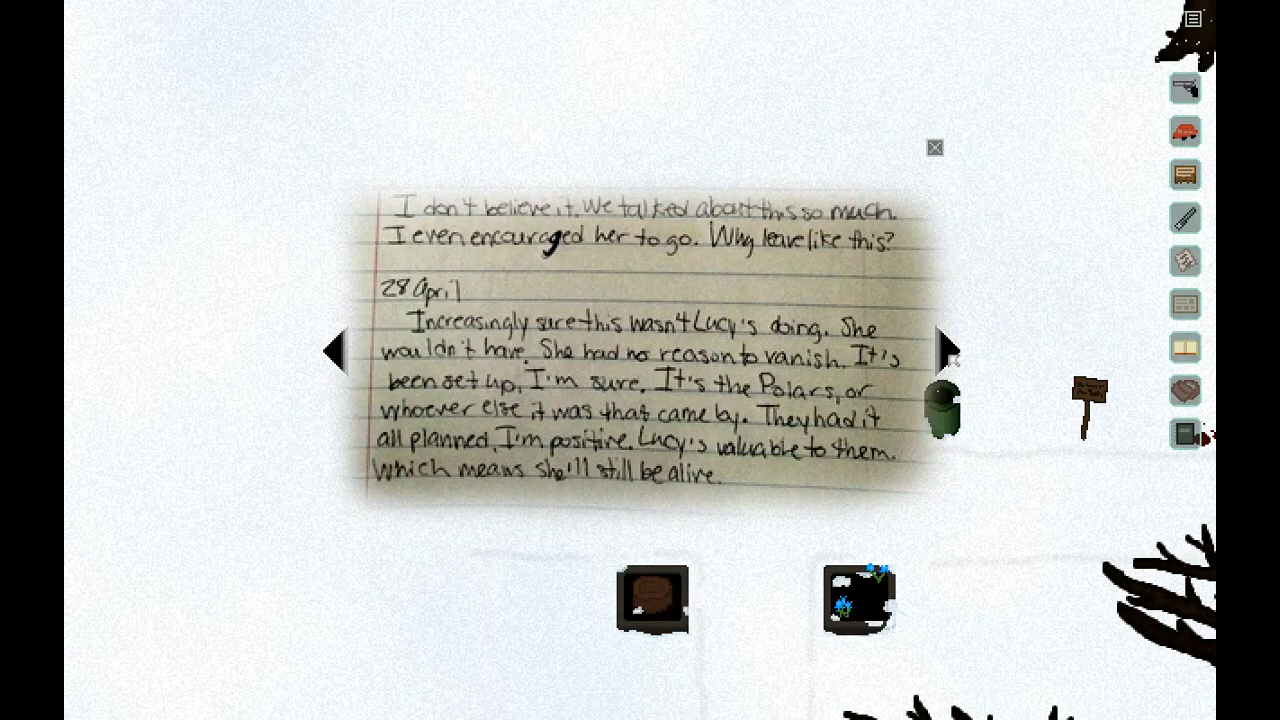 I don't believe it. We talked about this so much.
I even encouraged her to go. Why leave like this?
28 April
Increasingly sure this wasn't Lucy's doing. She
wouldn't have. She had no reason to vanish. It's
been set up, I'm sure. It's the Polars, or
whoever else it was that came by. They had it
all planned, I'm positive. Lucy's valuable to them.
Which means she'll still be alive.